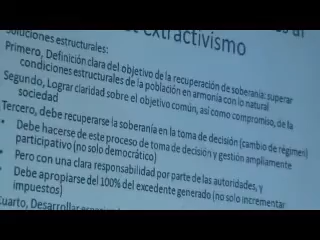 al
extractivismo
Soluciones estructurales:
Primero, Definición clara del objetivo de la recuperación de soberanía: superar
condiciones estructurales de la población en armonía con lo natural
Segundo, Lograr claridad sobre el objetivo común, así como compromiso, de la
sociedad
Tercero, debe recuperarse la soberanía en la toma de decisión (cambio de régimen)
• Debe hacerse de este proceso de toma de decisión y gestión ampliamente
participativo (no solo democrático)
• Pero con una clara responsabilidad por parte de las autoridades, y
• Debe apropiarse del 100% del excedente generado (no solo incrementar
impuestos)
Cuarto, Desarrollar